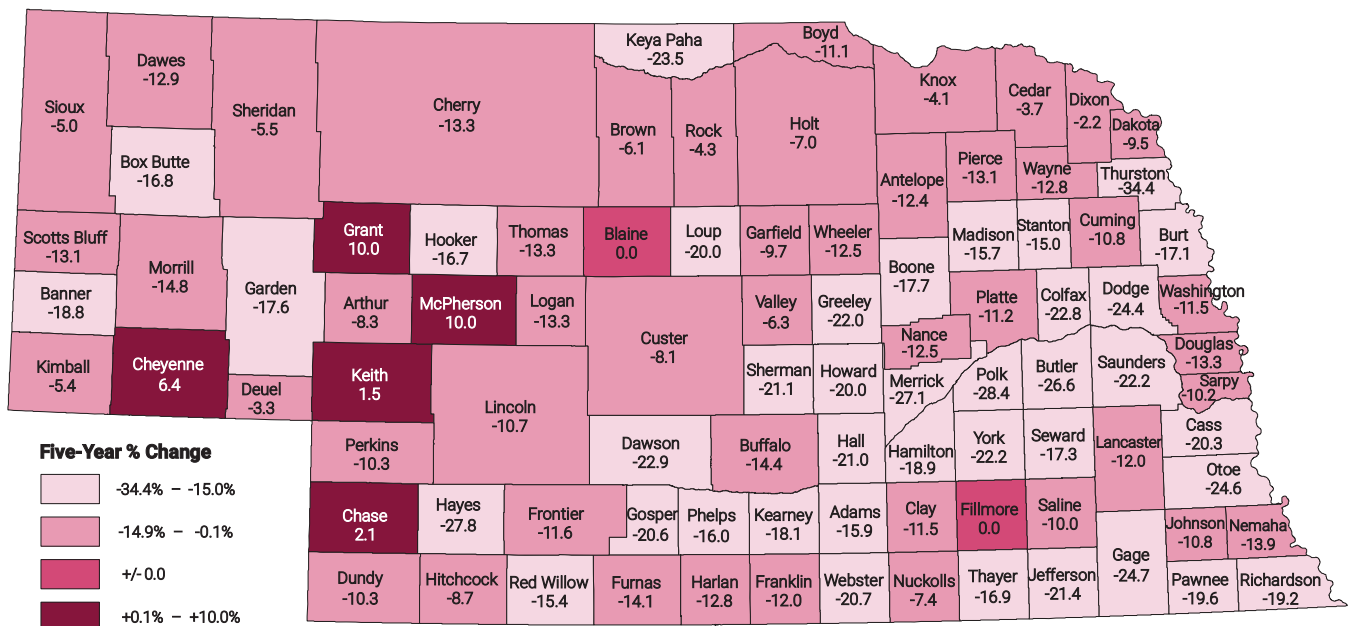 Keya Paha
-23.5
Boyd
-11.1
Dawes
-12.9
Knox
-4.1
Cedar
-3.7
Dixon
-2.2
Sioux
-5.0
Sheridan
-5.5
Cherry
-13.3
Brown
-6.1
Rock
-4.3
Holt
-7.0
Dakota
-9.5
Box Butte
-16.8
Antelope
-12.4
Pierce
-13.1
Wayne
-12.8
Thurston
-34.4
Scotts Bluff
-13.1
Morrill
-14.8
Garden
-17.6
Grant
10.0
Hooker
-16.7
Thomas
-13.3
Blaine
0.0
Loup
-20.0
Garfield
-9.7
Wheeler
-12.5
Boone
-17.7
Madison
-15.7
Stanton
-15.0
Cuming
-10.8
Burt
-17.1
Banner
-18.8
Arthur
-8.3
McPherson
10.0
Logan
-13.3
Custer
-8.1
Valley
-6.3
Greeley
-22.0
Nance
-12.5
Platte
-11.2
Colfax
-22.8
Dodge
-24.4
Washington
-11.5
Douglas
-13.3
Sarpy
-10.2
Kimball
-5.4
Cheyenne
6.4
Deuel
-3.3
Keith
1.5
Lincoln
-10.7
Sherman
-21.1
Howard
-20.0
Merrick
-27.1
Polk
-28.4
Butler
-26.6
Saunders
-22.2
Perkins
-10.3
Dawson
-22.9
Buffalo
-14.4
Hall
-21.0
Hamilton
-18.9
York
-22.2
Seward
-17.3
Lancaster
-12.0
Cass
-20.3
Otoe
-24.6
Chase
2.1
Hayes
-27.8
Frontier
-11.6
Gosper
-20.6
Phelps
-16.0
Kearney
-18.1
Adams
-15.9
Clay
-11.5
Fillmore
0.0
Saline
-10.0
Gage
-24.7
Johnson
-10.8
Nemaha
-13.9
Dundy
-10.3
Hitchcock
-8.7
Red Willow
-15.4
Furnas
-14.1
Harlan
-12.8
Franklin
-12.0
Webster
-20.7
Nuckolls
-7.4
Thayer
-16.9
Jefferson
-21.4
Pawnee
-19.6
Richardson
-19.2
Five-Year % Change
-34.4% – -15.0%
-14.9% – -0.1%
+/- 0.0
+0.1% – +10.0%